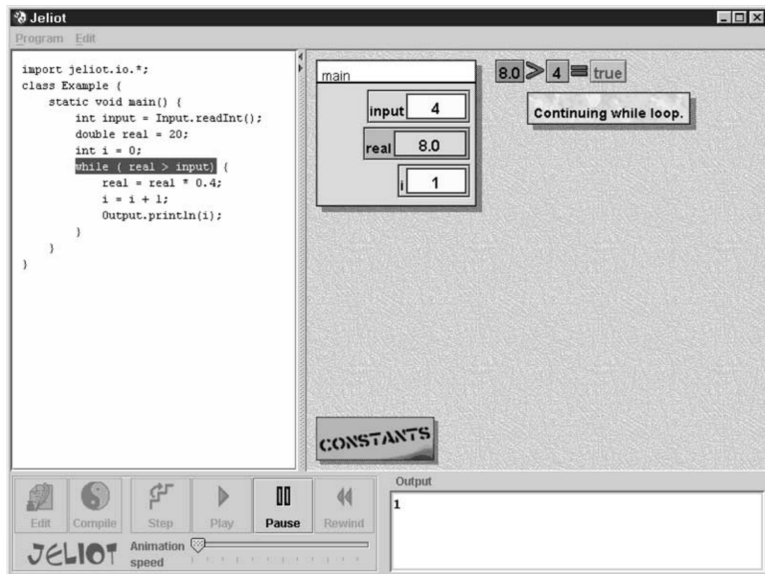 Jeliot
Program Edit
import jeliot.io.*;
class Example {
static void main() {
int input = Input.readInt();
double real = 20;
int i = 0;
while ( real > input) {
real = real * 0.4;
i = i + 1;
Output.println(i);
}
}
}
main
input 4
real 8.0
i 1
8.0 > 4 = true
Continuing while loop.
CONSTANTS
Edit Compile Step Play Pause Rewind
JELIOT Animation speed
Output
1